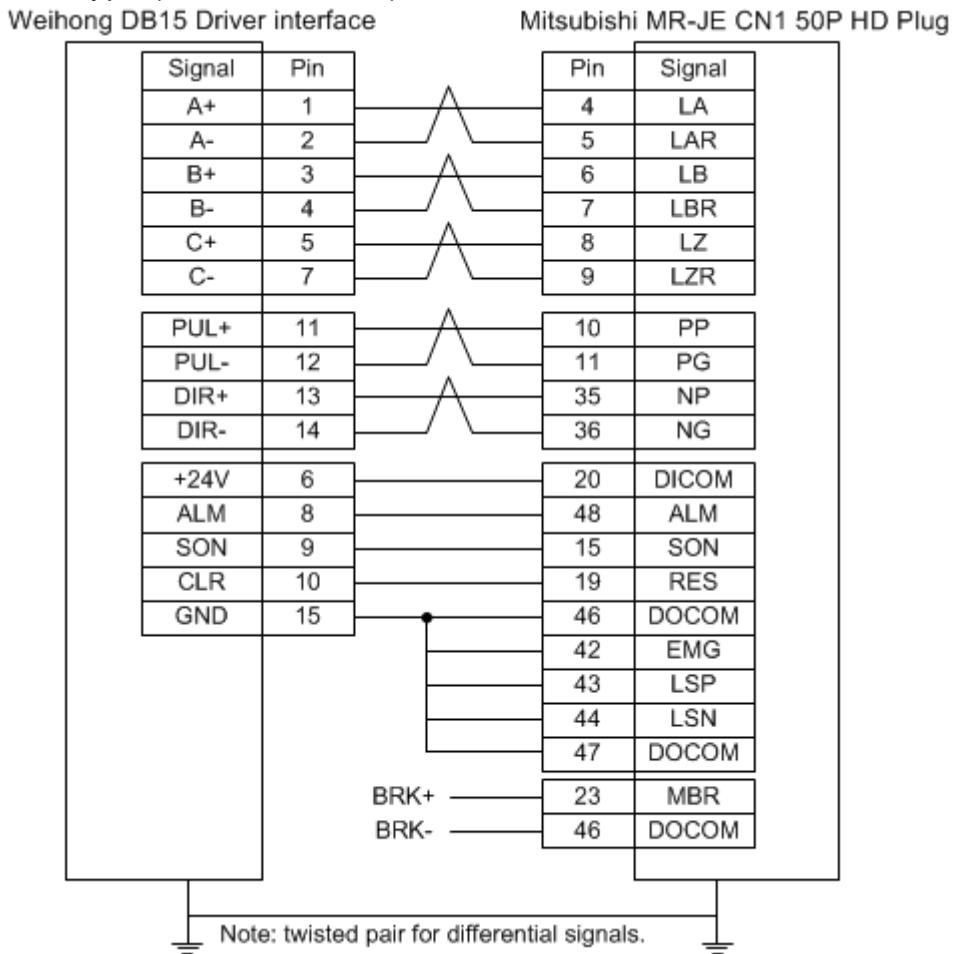 Weihong DB15 Driver interface Mitsubishi MR-JE CN1 50P HD Plug
Signal Pin Pin Signal
A+ 1 4 LA
A- 2 5 LAR
B+ 3 6 LB
B- 4 7 LBR
C+ 5 8 LZ
C- 7 9 LZR
PUL+ 11 10 PP
PUL- 12 11 PG
DIR+ 13 35 NP
DIR- 14 36 NG
+24V 6 20 DICOM
ALM 8 48 ALM
SON 9 15 SON
CLR 10 19 RES
GND 15 46 DOCOM
42 EMG
43 LSP
44 LSN
47 DOCOM
BRK+ 23 MBR
BRK- 46 DOCOM
Note: twisted pair for differential signals.